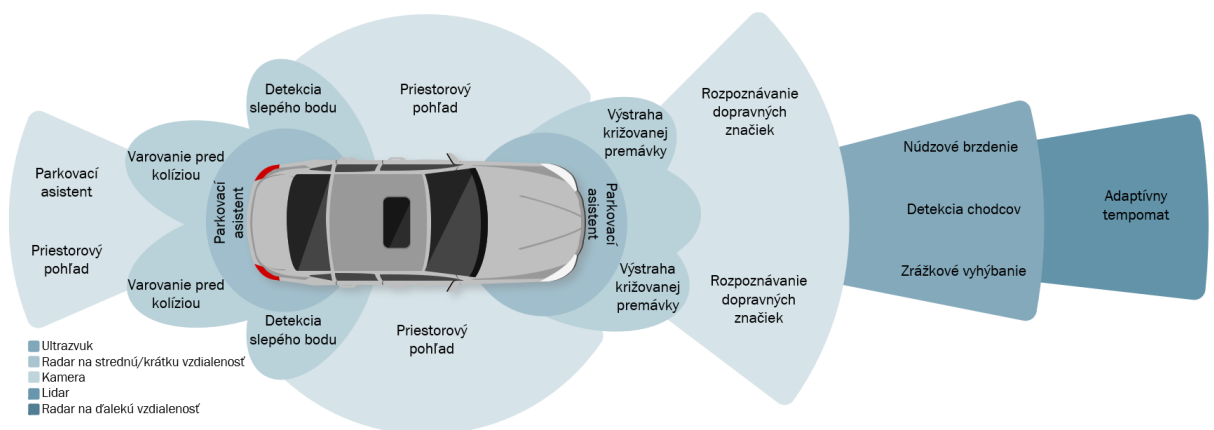 Parkovací
asistent
Priestorový
pohľad
Varovanie pred
kolíziou
Varovanie pred
kolíziou
Detekcia
slepého bodu
Detekcia
slepého bodu
Parkovací
asistent
Priestorový
pohľad
Priestorový
pohľad
Parkovací
asistent
Výstraha
križovanej
premávky
Výstraha
križovanej
premávky
Rozpoznávanie
dopravných
značiek
Rozpoznávanie
dopravných
značiek
Núdzové brzdenie
Detekcia chodcov
Zrážkové vyhýbanie
Adaptívny
tempomat
Ultrazvuk
Radar na strednú/krátku vzdialenosť
Kamera
Lidar
Radar na ďalekú vzdialenosť